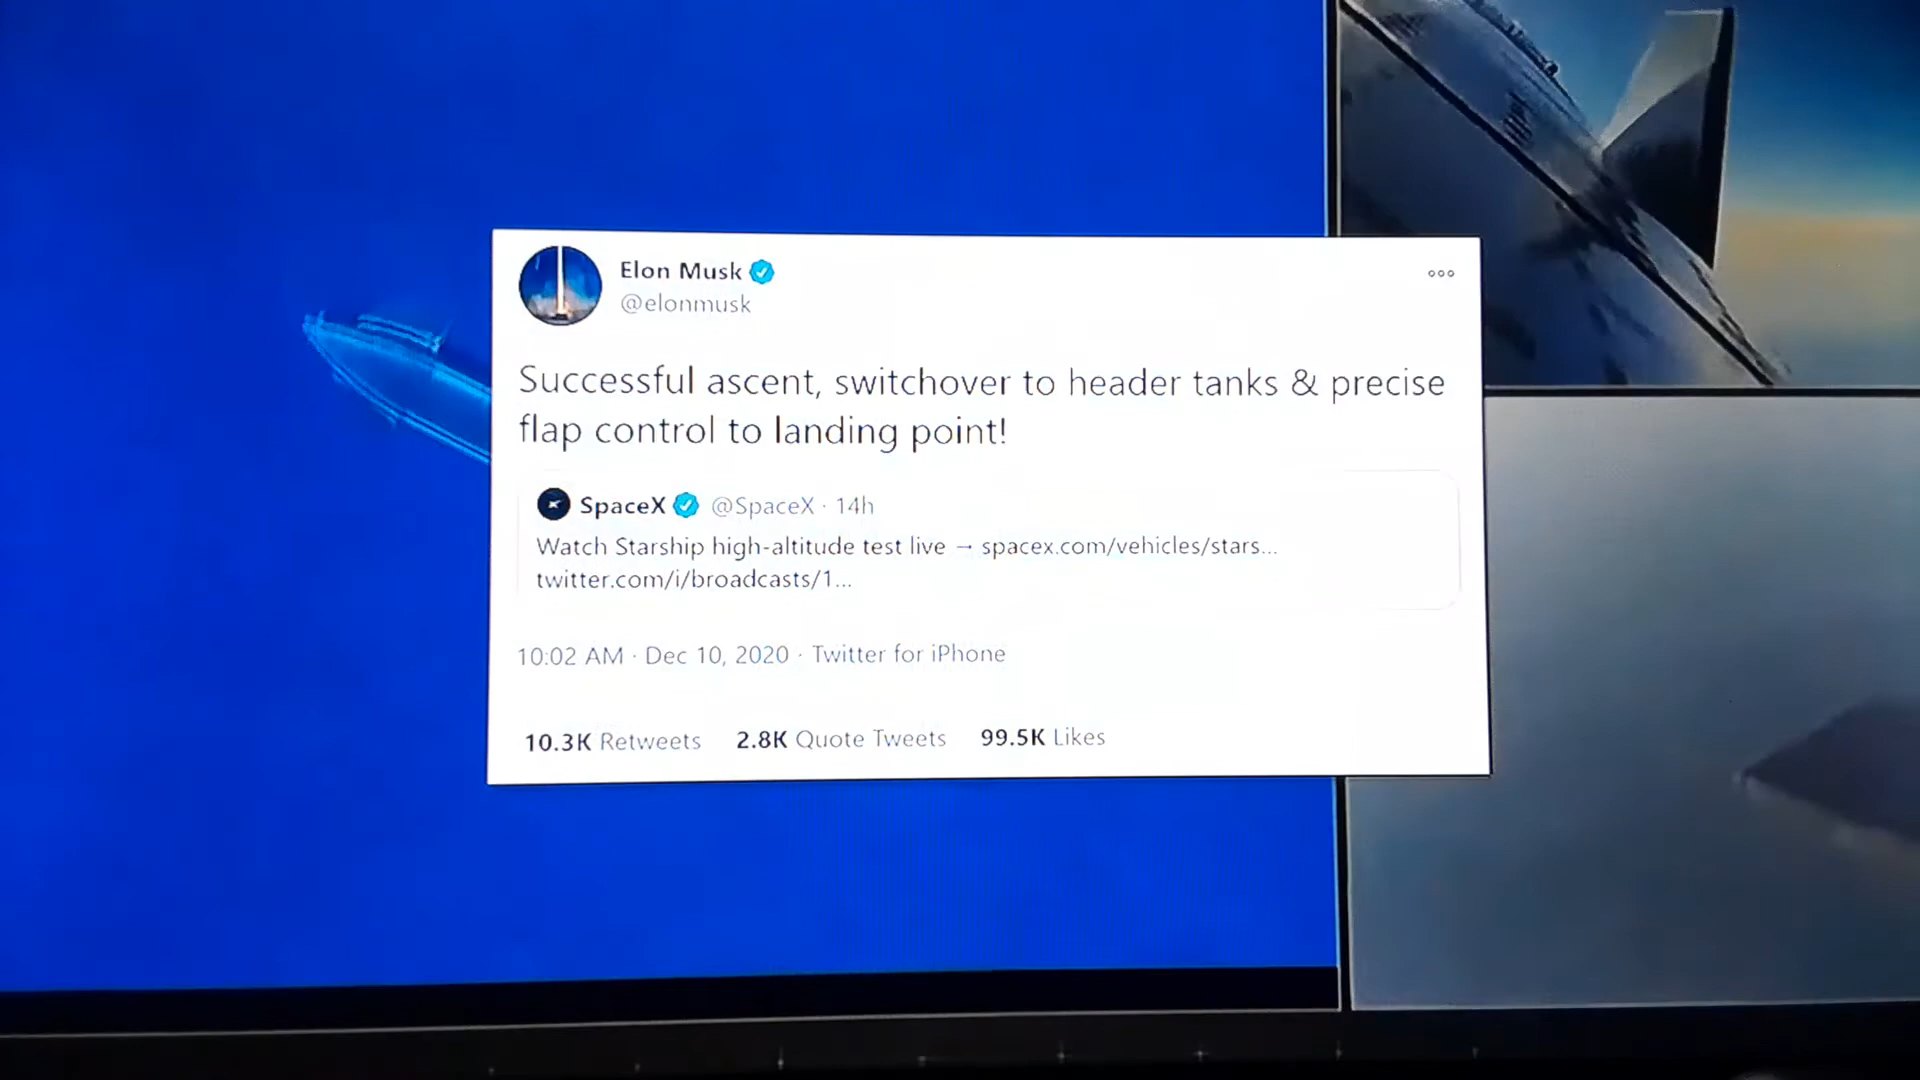 Elon Musk
@elonmusk
Successful ascent, switchover to header tanks & precise
flap control to landing point!
SpaceX @SpaceX · 14h
Watch Starship high-altitude test live → spacex.com/vehicles/stars...
twitter.com/i/broadcasts/1...
10:02 AM · Dec 10, 2020 · Twitter for iPhone
10.3K Retweets 2.8K Quote Tweets 99.5K Likes